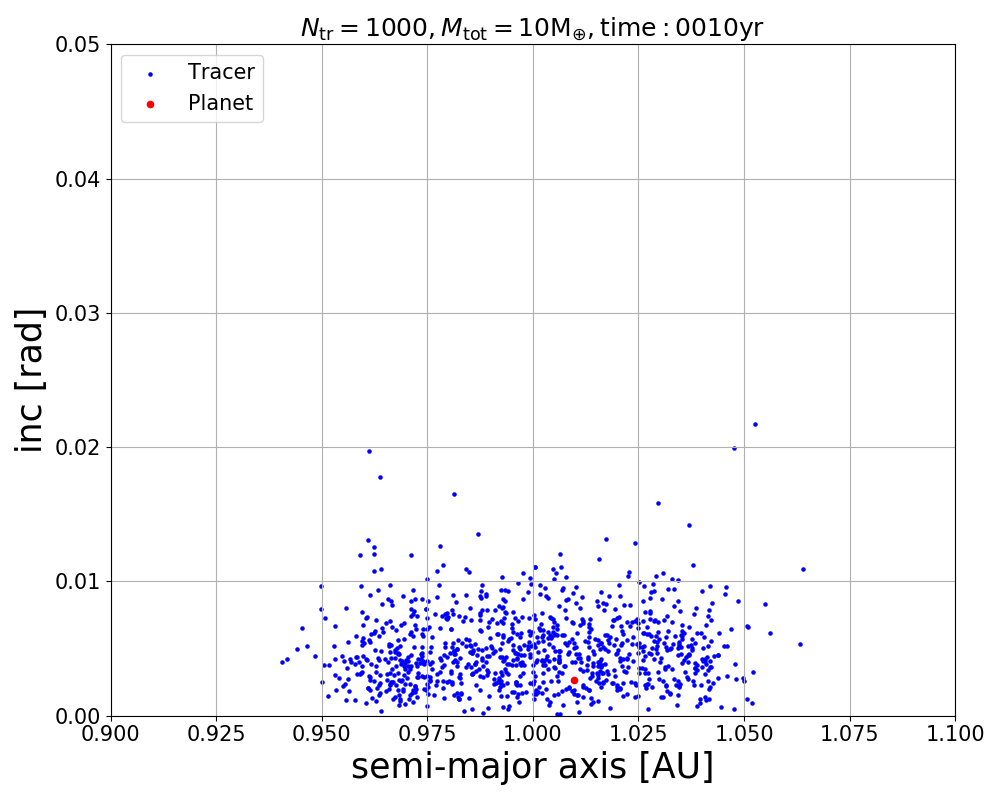 N_tr = 1000, M_tot = 10M_⊕, time : 0010yr
Tracer
Planet
0.05
0.04
0.03
0.02
0.01
0.00
inc [rad]
0.900 0.925 0.950 0.975 1.000 1.025 1.050 1.075 1.100
semi-major axis [AU]